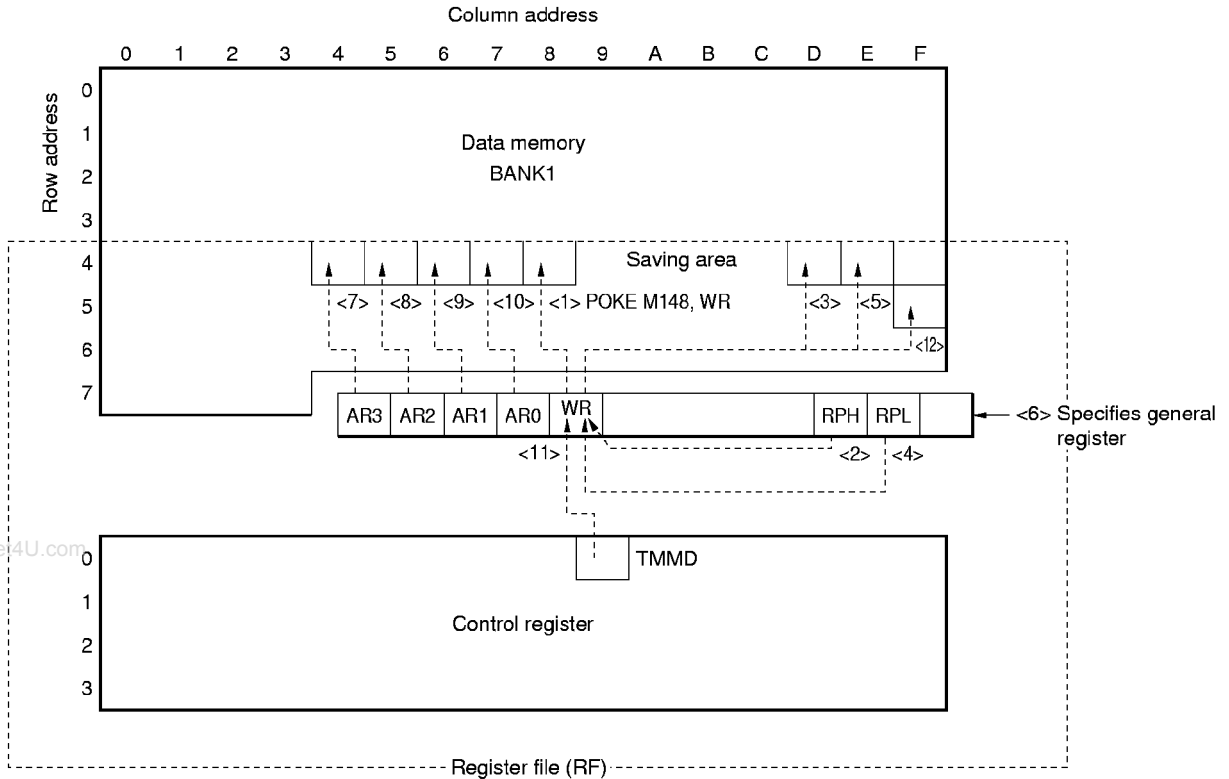 Column address
0 1 2 3 4 5 6 7 8 9 A B C D E F
Row address
0
1
2
3
4
5
6
7
Data memory
BANK1
Saving area
<7> <8> <9> <10> <1> POKE M148, WR <3> <5>
<12>
AR3 AR2 AR1 AR0 WR RPH RPL
<6> Specifies general
register
<11> <2> <4>
et4U.com
0
1
2
3
TMMD
Control register
Register file (RF)